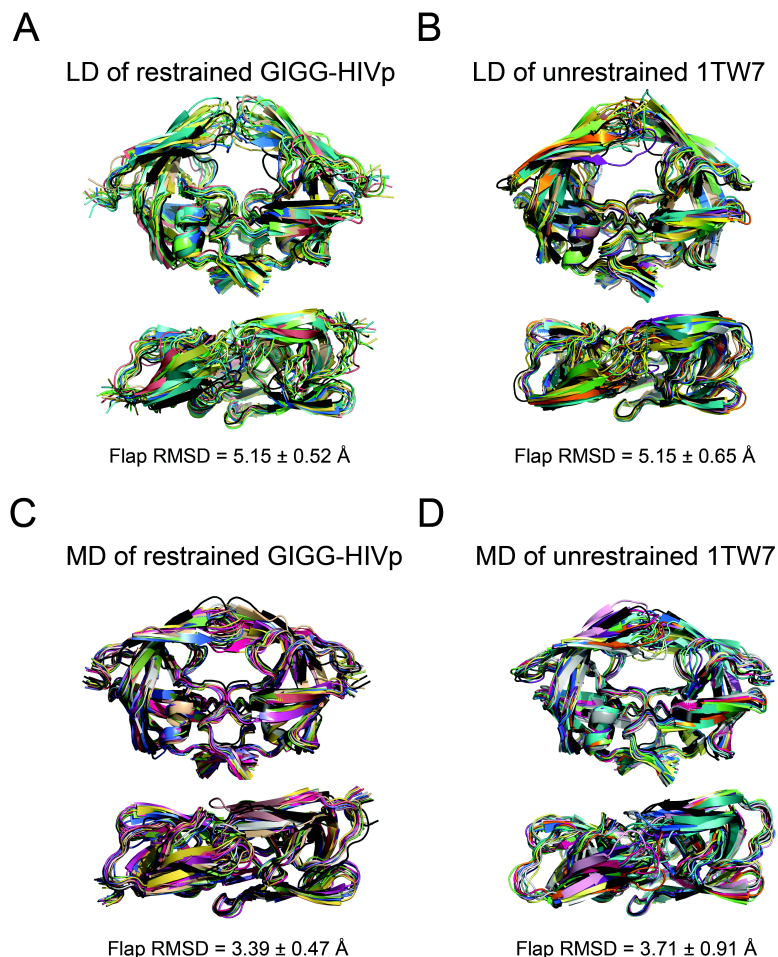 A
LD of restrained GIGG-HIVp
Flap RMSD = 5.15 ± 0.52 Å
B
LD of unrestrained 1TW7
Flap RMSD = 5.15 ± 0.65 Å
C
MD of restrained GIGG-HIVp
Flap RMSD = 3.39 ± 0.47 Å
D
MD of unrestrained 1TW7
Flap RMSD = 3.71 ± 0.91 Å